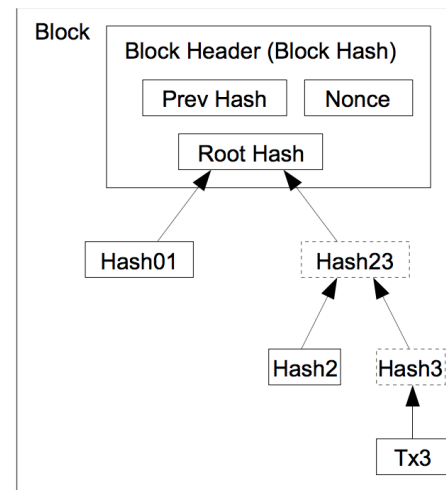 Block
Block Header (Block Hash)
Prev Hash
Nonce
Root Hash
Hash01
Hash23
Hash2
Hash3
Tx3